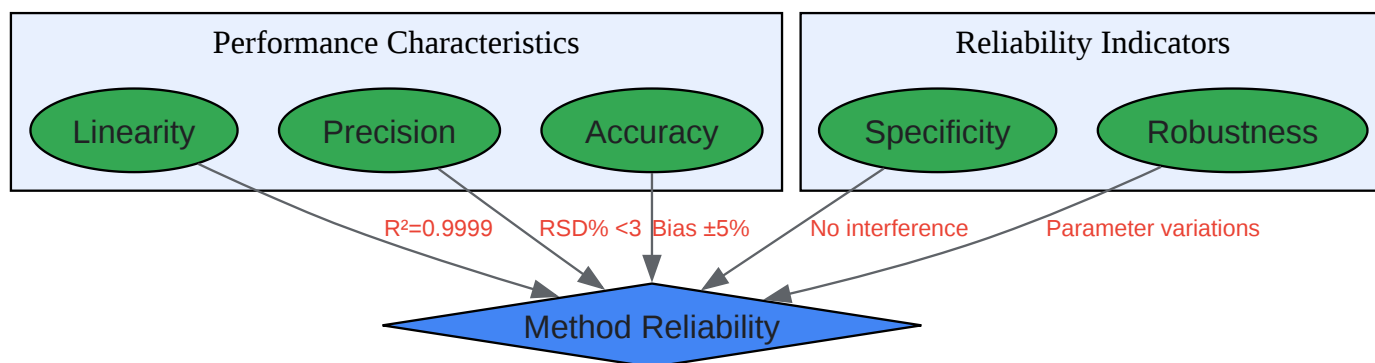 Performance Characteristics
Reliability Indicators
Linearity
Precision
Accuracy
Specificity
Robustness
R²=0.9999
RSD% <3
Bias ±5%
No interference
Parameter variations
Method Reliability